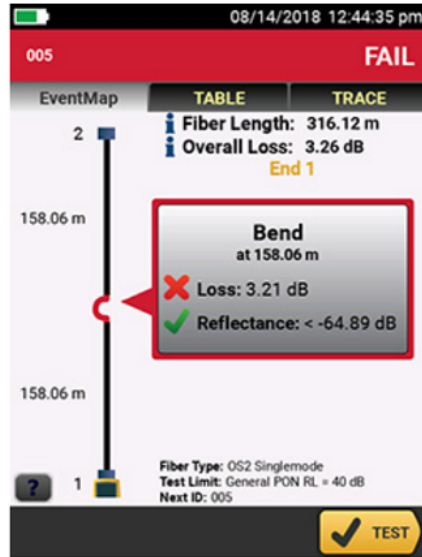 08/14/2018 12:44:35 pm
005 FAIL
EventMap TABLE TRACE
2
Fiber Length: 316.12 m
Overall Loss: 3.26 dB
End 1
158.06 m
Bend
at 158.06 m
Loss: 3.21 dB
Reflectance: < -64.89 dB
158.06 m
Fiber Type: OS2 Singlemode
Test Limit: General PON RL = 40 dB
Next ID: 005
? 1
TEST